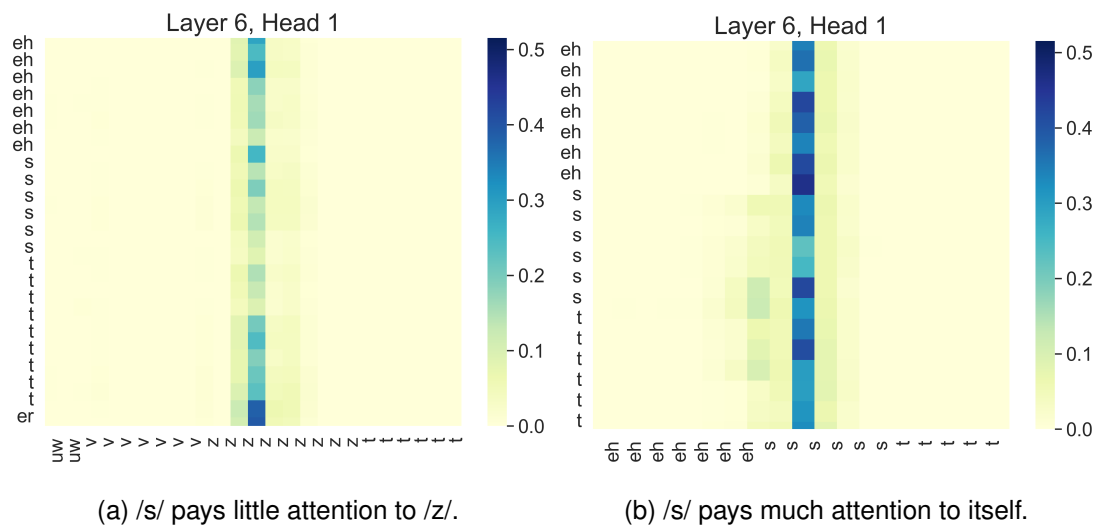 Layer 6, Head 1
eh
eh
eh
eh
eh
eh
eh
s
s
s
s
s
s
t
t
t
t
t
t
t
t
t
er
uw uw v v v v v v v z z z z z z z z z t t t t t t
0.5
0.4
0.3
0.2
0.1
0.0
(a) /s/ pays little attention to /z/.
Layer 6, Head 1
eh
eh
eh
eh
eh
eh
eh
s
s
s
s
s
s
t
t
t
t
t
t
eh eh eh eh eh eh eh s s s s s s t t t t t
0.5
0.4
0.3
0.2
0.1
0.0
(b) /s/ pays much attention to itself.